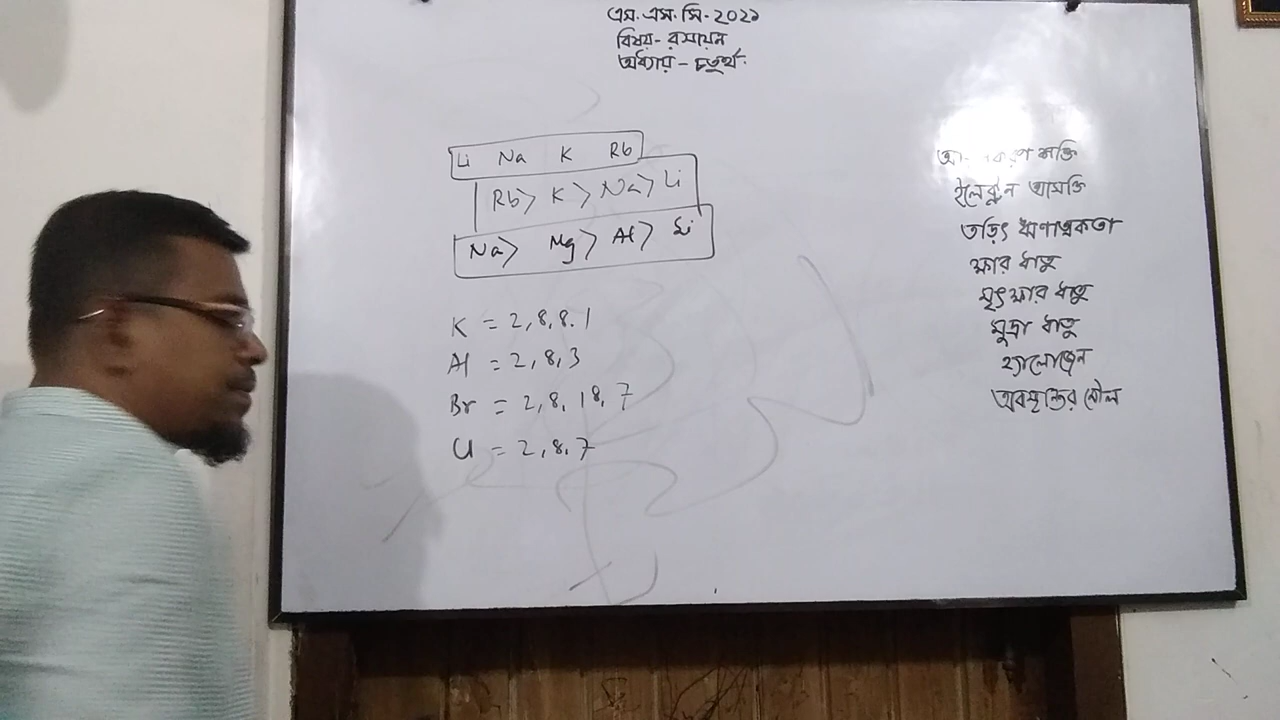 এস.এস.সি-২০২১
বিষয়- রসায়ন
অধ্যায় - চতুর্থ.
Li Na K Rb
Rb > K > Na > Li
Na > Mg > Al > Si
K = 2,8,8.1
Al = 2,8,3
Br = 2,8,18,7
Cl = 2,8,7
শক্তি
ইলেকট্রন আসক্তি
তড়িৎ ঋণাত্মকতা
ক্ষার ধাতু
মৃৎক্ষার ধাতু
মুদ্রা ধাতু
হ্যালোজেন
অবস্থান্তর মৌল